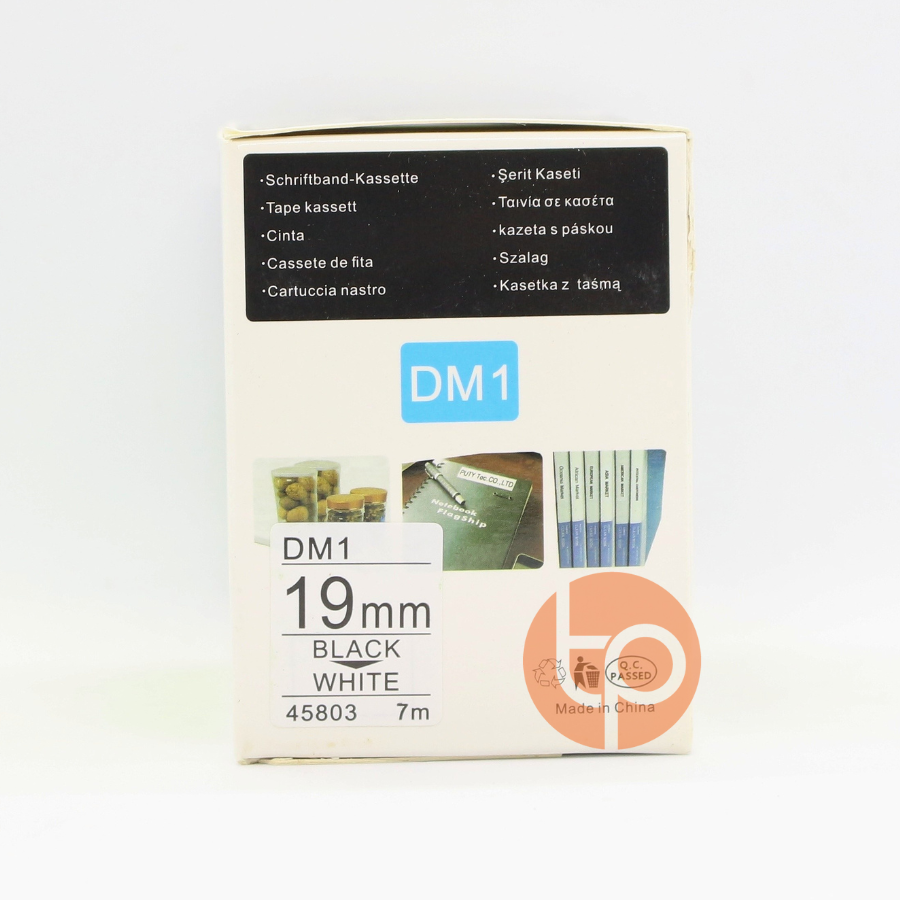 ·Schriftband-Kassette
·Tape kassett
·Cinta
·Cassete de fita
·Cartuccia nastro
·Şerit Kaseti
·Ταινία σε κασέτα
·kazeta s páskou
·Szalag
·Kasetka z taśmą
DM1
PUTY Tec.CO.,LTD
Notebook
FlagShip
DM1
19mm
BLACK
WHITE
45803 7m
tp
Q.C.
PASSED
Made in China